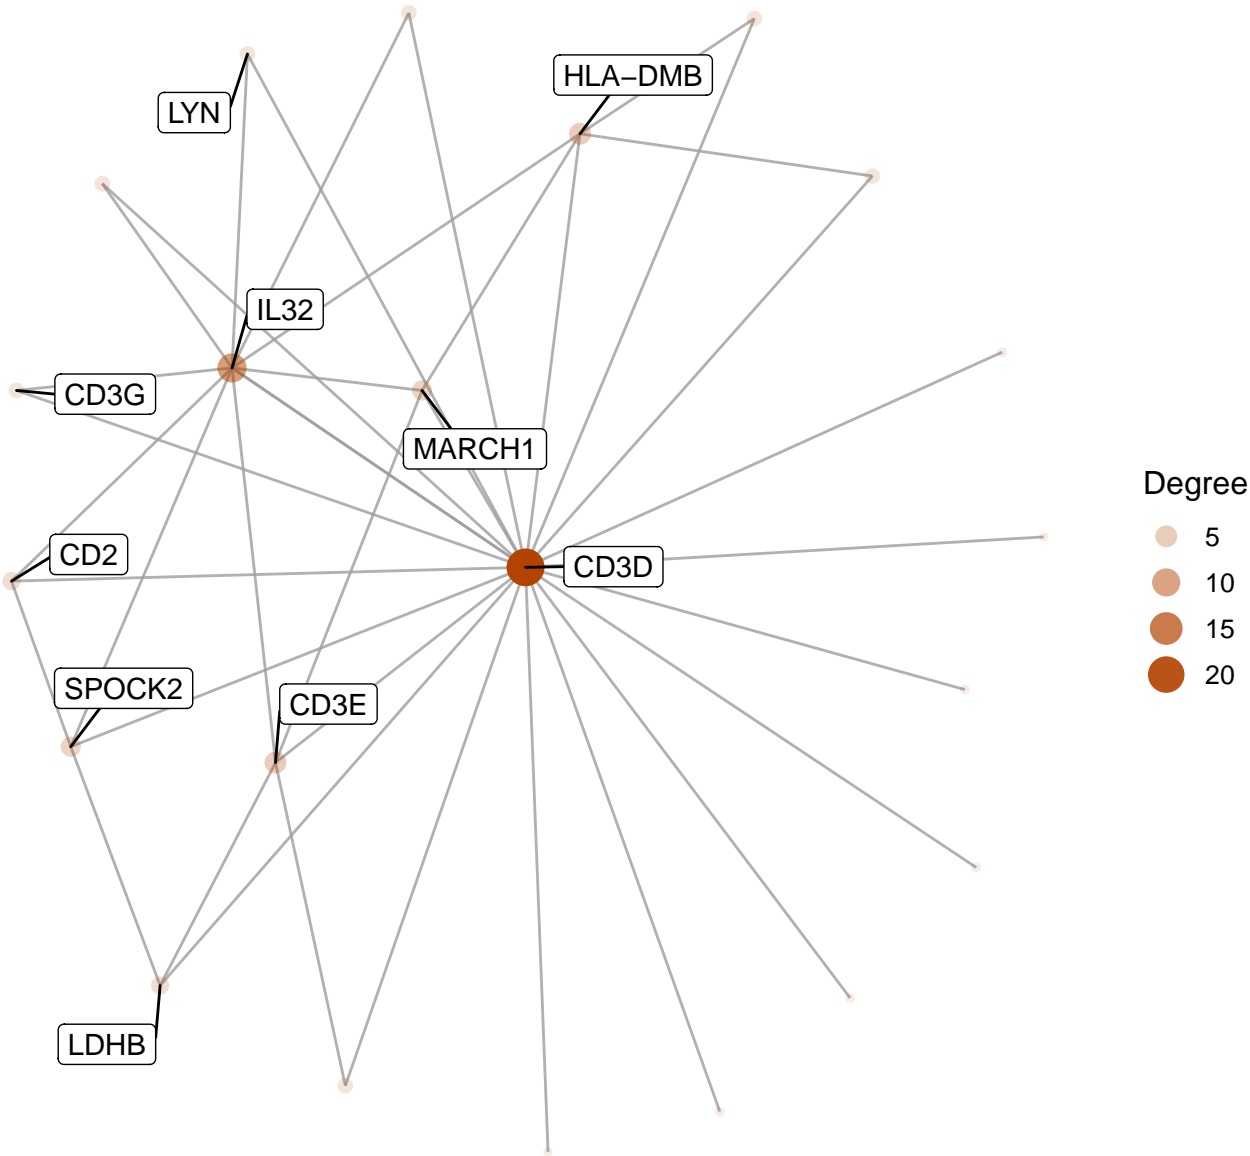 HLA−DMB
LYN
IL32
CD3G
MARCH1
Degree
5
CD2
CD3D
10
15
SPOCK2
20
CD3E
LDHB